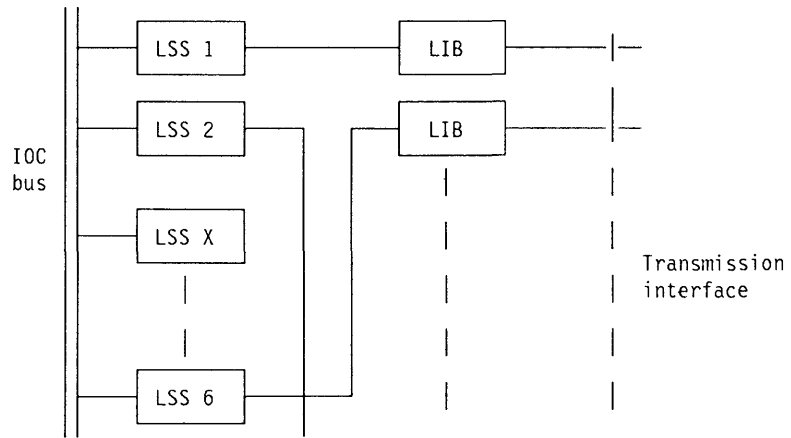 LSS 1
LIB
LSS 2
LIB
IOC
bus
LSS X
Transmission
interface
LSS 6